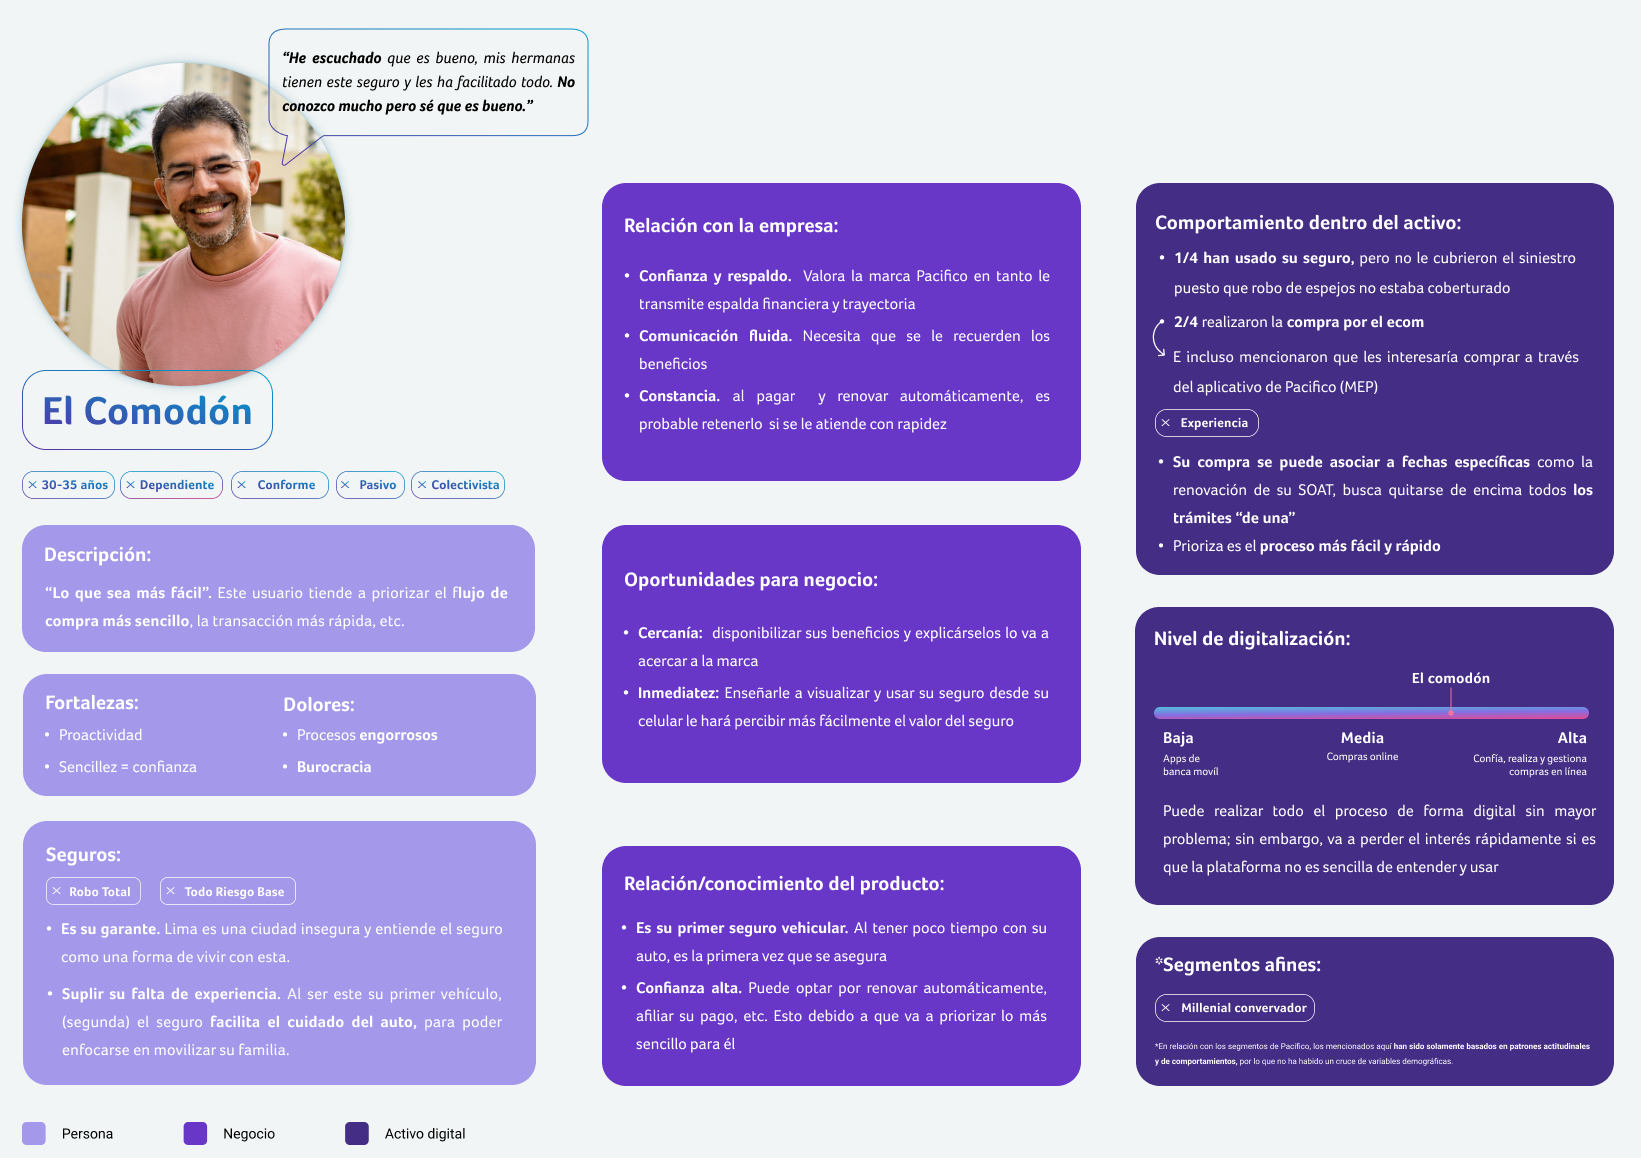 “He escuchado que es bueno, mis hermanas
tienen este seguro y les ha facilitado todo. No
conozco mucho pero sé que es bueno.”
El Comodón
× 30-35 años
× Dependiente
× Conforme
× Pasivo
× Colectivista
Descripción:
“Lo que sea más fácil”. Este usuario tiende a priorizar el flujo de
compra más sencillo, la transacción más rápida, etc.
Fortalezas:
• Proactividad
• Sencillez = confianza
Dolores:
• Procesos engorrosos
• Burocracia
Seguros:
× Robo Total
× Todo Riesgo Base
• Es su garante. Lima es una ciudad insegura y entiende el seguro
como una forma de vivir con esta.
• Suplir su falta de experiencia. Al ser este su primer vehículo,
(segunda) el seguro facilita el cuidado del auto, para poder
enfocarse en movilizar su familia.
Relación con la empresa:
• Confianza y respaldo. Valora la marca Pacifico en tanto le
transmite espalda financiera y trayectoria
• Comunicación fluida. Necesita que se le recuerden los
beneficios
• Constancia. al pagar y renovar automáticamente, es
probable retenerlo si se le atiende con rapidez
Oportunidades para negocio:
• Cercanía: disponibilizar sus beneficios y explicárselos lo va a
acercar a la marca
• Inmediatez: Enseñarle a visualizar y usar su seguro desde su
celular le hará percibir más fácilmente el valor del seguro
Relación/conocimiento del producto:
• Es su primer seguro vehicular. Al tener poco tiempo con su
auto, es la primera vez que se asegura
• Confianza alta. Puede optar por renovar automáticamente,
afiliar su pago, etc. Esto debido a que va a priorizar lo más
sencillo para él
Comportamiento dentro del activo:
• 1/4 han usado su seguro, pero no le cubrieron el siniestro
puesto que robo de espejos no estaba coberturado
• 2/4 realizaron la compra por el ecom
E incluso mencionaron que les interesaría comprar a través
del aplicativo de Pacifico (MEP)
× Experiencia
• Su compra se puede asociar a fechas específicas como la
renovación de su SOAT, busca quitarse de encima todos los
trámites “de una”
• Prioriza es el proceso más fácil y rápido
Nivel de digitalización:
El comodón
Baja
Apps de
banca movíl
Media
Compras online
Alta
Confía, realiza y gestiona
compras en línea
Puede realizar todo el proceso de forma digital sin mayor
problema; sin embargo, va a perder el interés rápidamente si es
que la plataforma no es sencilla de entender y usar
*Segmentos afines:
× Millenial convervador
*En relación con los segmentos de Pacífico, los mencionados aquí han sido solamente basados en patrones actitudinales
y de comportamientos, por lo que no ha habido un cruce de variables demográficas.
Persona
Negocio
Activo digital